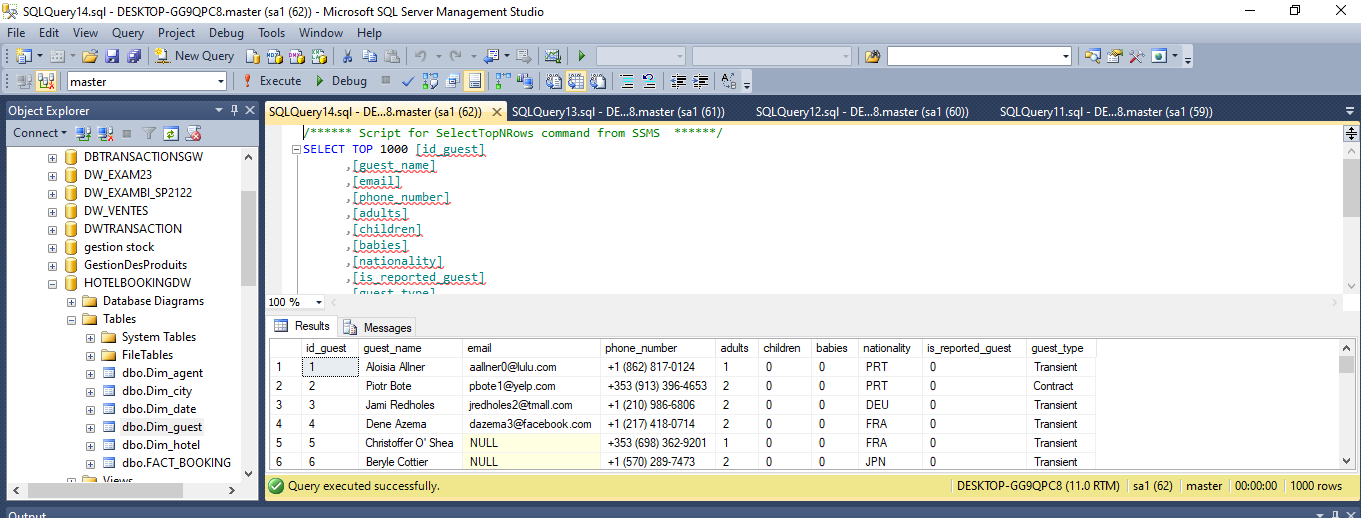 SQLQuery14.sql - DESKTOP-GG9QPC8.master (sa1 (62)) - Microsoft SQL Server Management Studio
File Edit View Query Project Debug Tools Window Help
New Query
master Execute Debug
Object Explorer
Connect
DBTRANSACTIONSGW
DW_EXAM23
DW_EXAMBI_SP2122
DW_VENTES
DWTRANSACTION
gestion stock
GestionDesProduits
HOTELBOOKINGDW
Database Diagrams
Tables
System Tables
FileTables
dbo.Dim_agent
dbo.Dim_city
dbo.Dim_date
dbo.Dim_guest
dbo.Dim_hotel
dbo.FACT_BOOKING
Views
SQLQuery14.sql - DE...8.master (sa1 (62)) SQLQuery13.sql - DE...8.master (sa1 (61)) SQLQuery12.sql - DE...8.master (sa1 (60)) SQLQuery11.sql - DE...8.master (sa1 (59))
/****** Script for SelectTopNRows command from SSMS  ******/
SELECT TOP 1000 [id_guest]
,[guest_name]
,[email]
,[phone_number]
,[adults]
,[children]
,[babies]
,[nationality]
,[is_reported_guest]
,[guest_type]
100 %
Results Messages
id_guest guest_name email phone_number adults children babies nationality is_reported_guest guest_type
1 1 Aloisia Allner aallner0@lulu.com +1 (862) 817-0124 1 0 0 PRT 0 Transient
2 2 Piotr Bote pbote1@yelp.com +353 (913) 396-4653 2 0 0 PRT 0 Contract
3 3 Jami Redholes jredholes2@tmall.com +1 (210) 986-6806 2 0 0 DEU 0 Transient
4 4 Dene Azema dazema3@facebook.com +1 (217) 418-0714 2 0 0 FRA 0 Transient
5 5 Christoffer O' Shea NULL +353 (698) 362-9201 1 0 0 FRA 0 Transient
6 6 Beryle Cottier NULL +1 (570) 289-7473 2 0 0 JPN 0 Transient
Query executed successfully. DESKTOP-GG9QPC8 (11.0 RTM) sa1 (62) master 00:00:00 1000 rows
Output